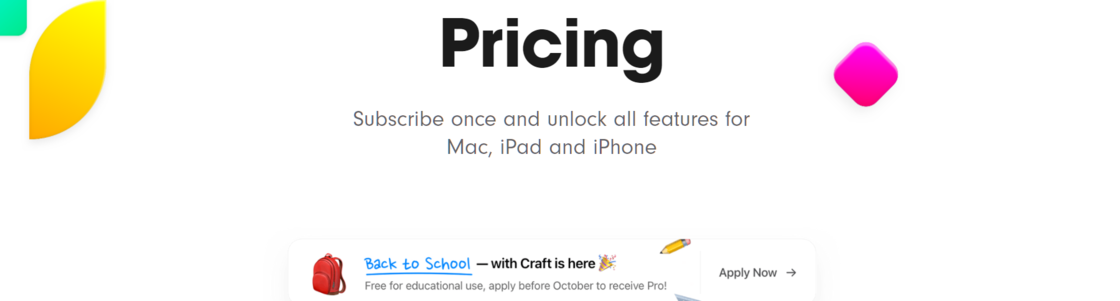 Pricing
Subscribe once and unlock all features for
Mac, iPad and iPhone
Back to School — with Craft is here
Free for educational use, apply before October to receive Pro!
Apply Now →